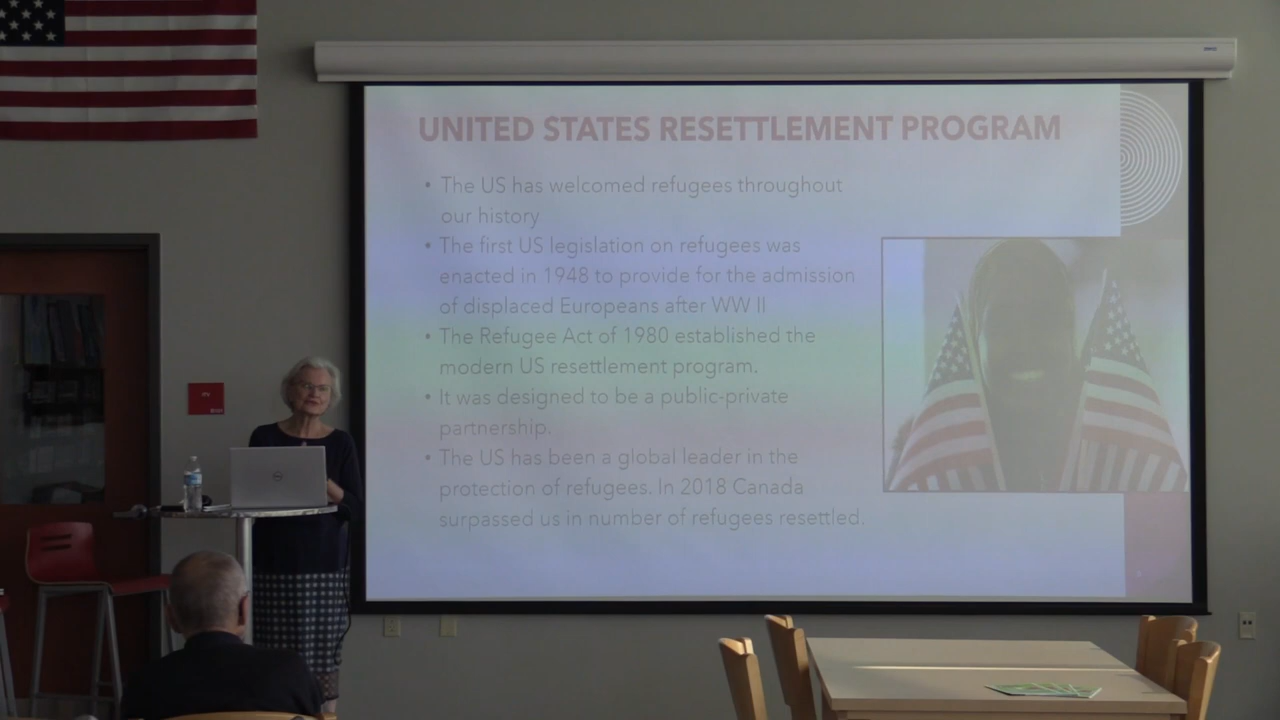 UNITED STATES RESETTLEMENT PROGRAM
• The US has welcomed refugees throughout
our history
• The first US legislation on refugees was
enacted in 1948 to provide for the admission
of displaced Europeans after WW II
• The Refugee Act of 1980 established the
modern US resettlement program.
• It was designed to be a public-private
partnership.
• The US has been a global leader in the
protection of refugees. In 2018 Canada
surpassed us in number of refugees resettled.